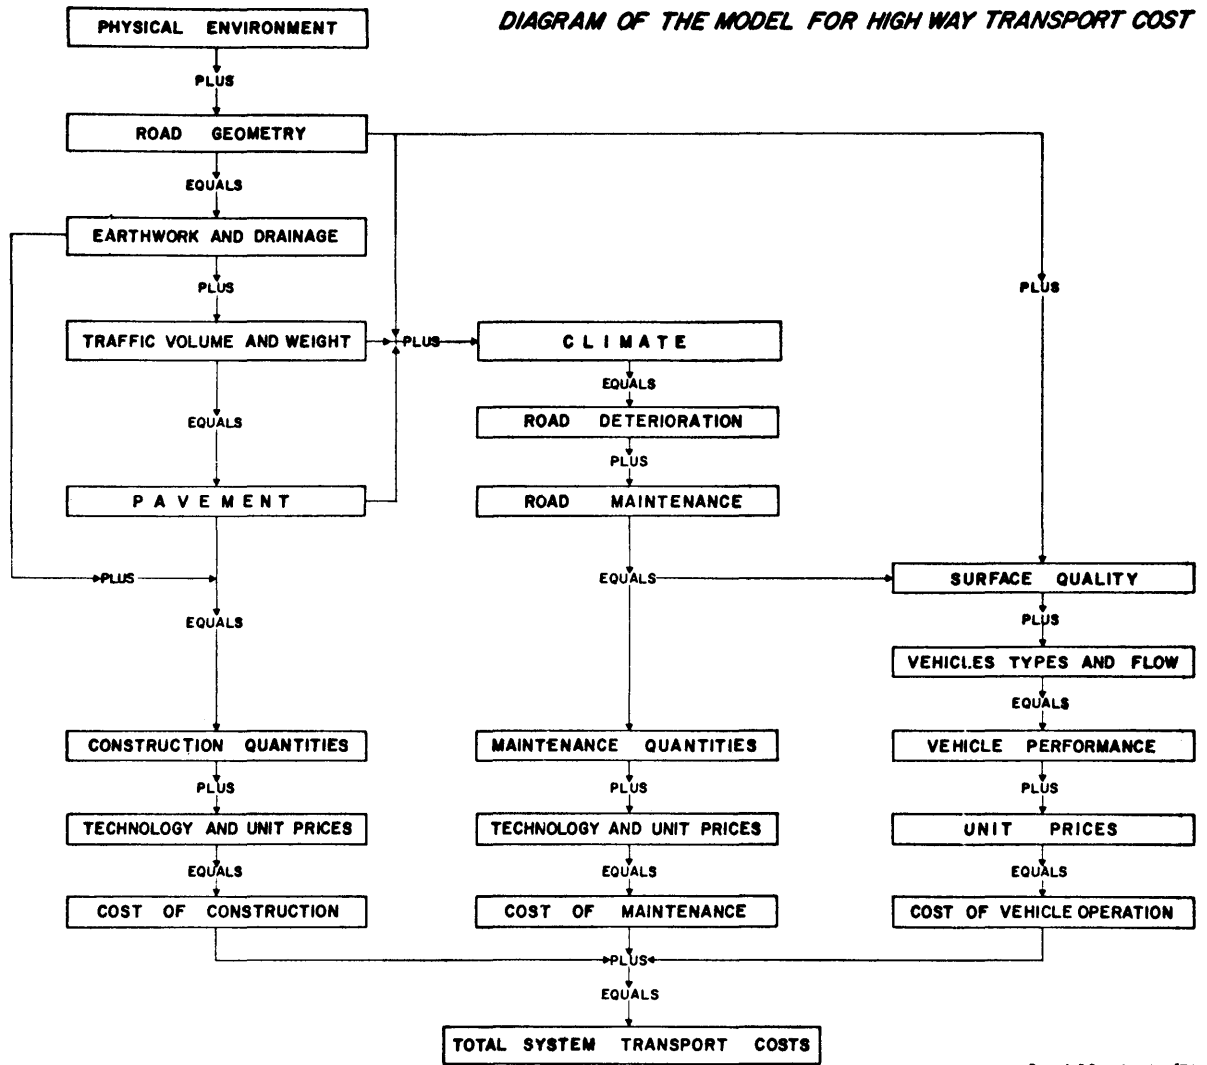 DIAGRAM OF THE MODEL FOR HIGH WAY TRANSPORT COST
PHYSICAL ENVIRONMENT
PLUS
ROAD GEOMETRY
EQUALS
EARTHWORK AND DRAINAGE
PLUS
PLUS
TRAFFIC VOLUME AND WEIGHT
PLUS
CLIMATE
EQUALS
ROAD DETERIORATION
EQUALS
PLUS
PAVEMENT
ROAD MAINTENANCE
PLUS
EQUALS
SURFACE QUALITY
EQUALS
PLUS
VEHICLES TYPES AND FLOW
EQUALS
CONSTRUCTION QUANTITIES
MAINTENANCE QUANTITIES
VEHICLE PERFORMANCE
PLUS
PLUS
PLUS
TECHNOLOGY AND UNIT PRICES
TECHNOLOGY AND UNIT PRICES
UNIT PRICES
EQUALS
EQUALS
EQUALS
COST OF CONSTRUCTION
COST OF MAINTENANCE
COST OF VEHICLE OPERATION
PLUS
EQUALS
TOTAL SYSTEM TRANSPORT COSTS